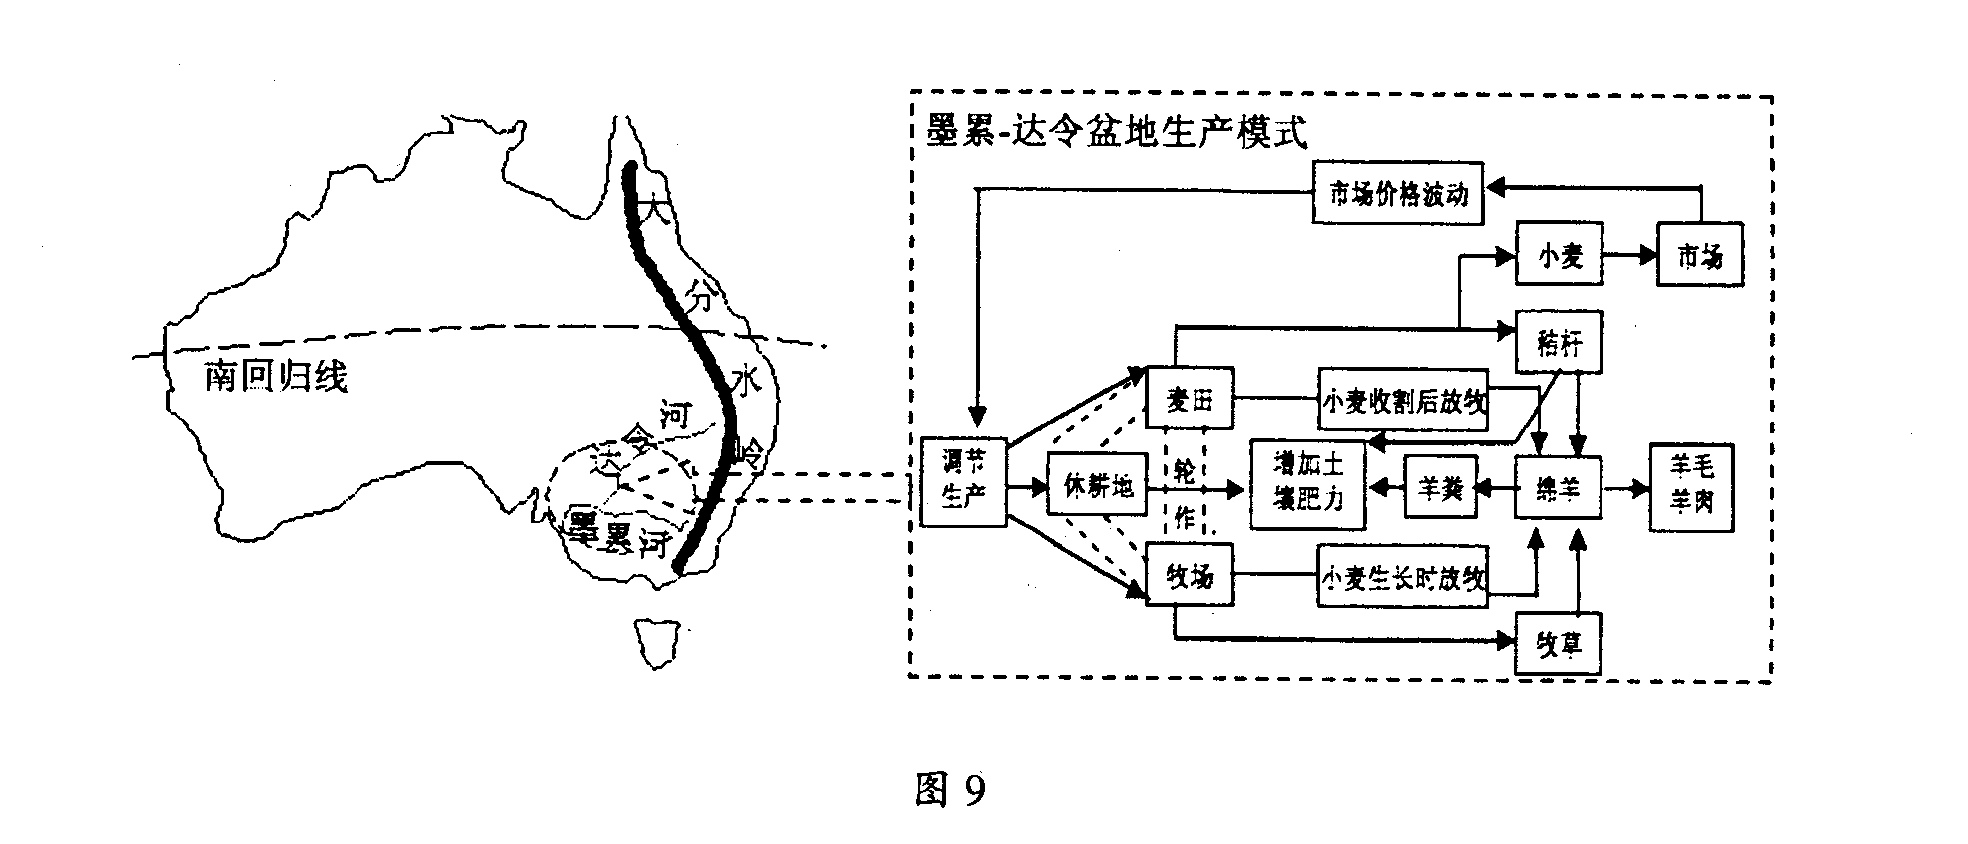 大
分
水
岭
南回归线
达令河
墨累河
墨累-达令盆地生产模式
市场价格波动
小麦
市场
秸杆
麦田
小麦收割后放牧
调节
生产
休耕地
轮
作
增加土
壤肥力
羊粪
绵羊
羊毛
羊肉
牧场
小麦生长时放牧
牧草
图 9